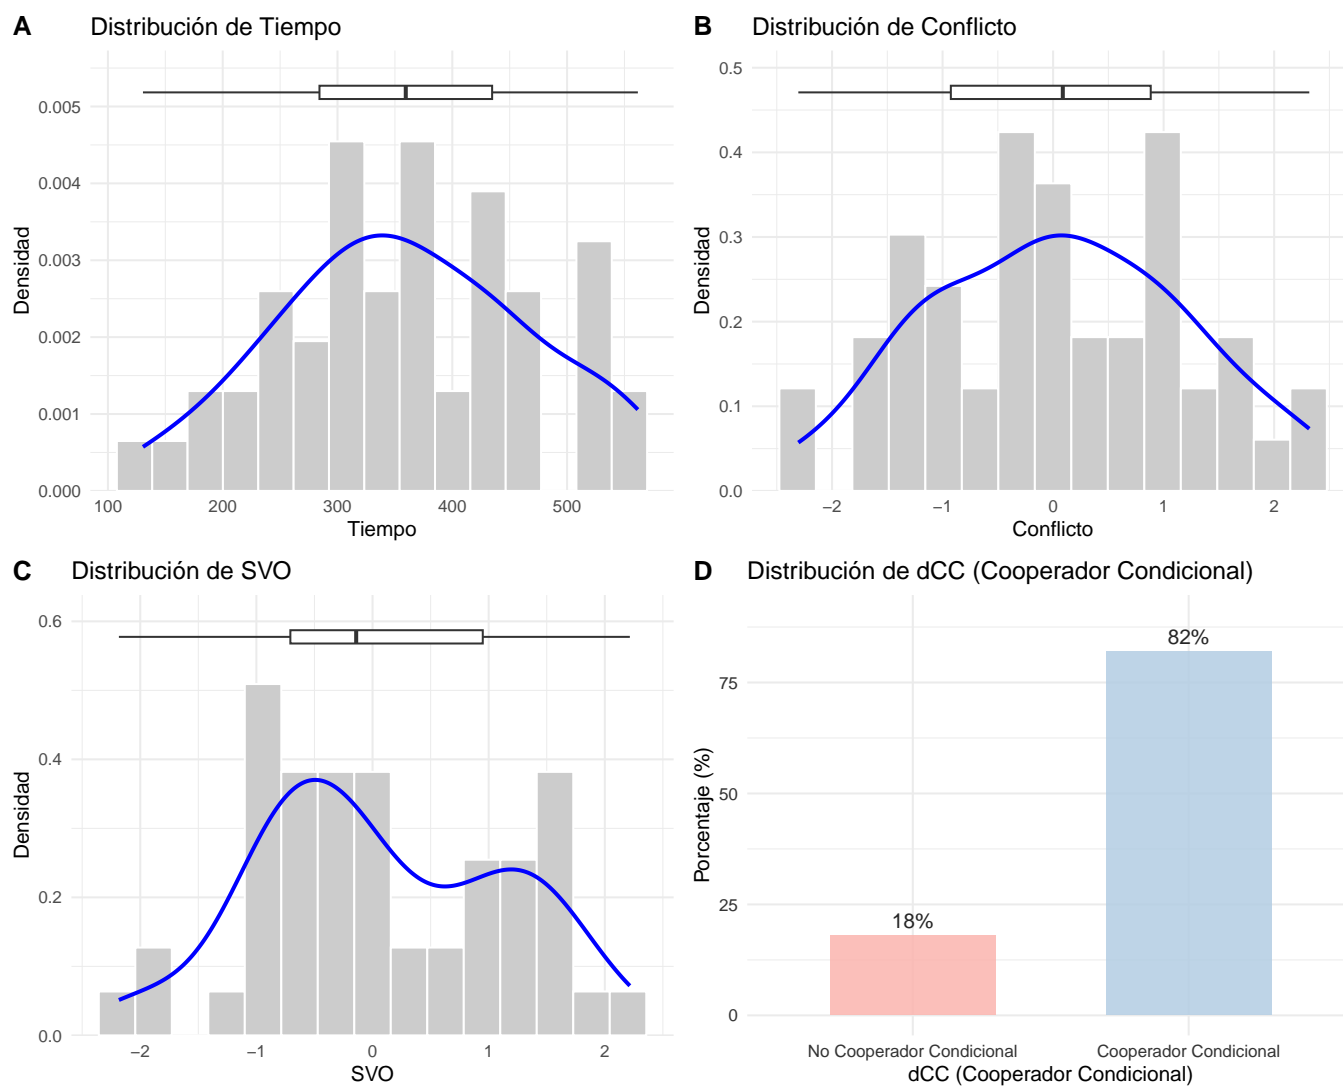 A Distribución de Tiempo
0.005
0.004
0.003
0.002
0.001
0.000
Densidad
100 200 300 400 500
Tiempo
B Distribución de Conflicto
0.5
0.4
0.3
0.2
0.1
0.0
Densidad
−2 −1 0 1 2
Conflicto
C Distribución de SVO
0.6
0.4
0.2
0.0
Densidad
−2 −1 0 1 2
SVO
D Distribución de dCC (Cooperador Condicional)
82%
75
50
25
18%
0
Porcentaje (%)
No Cooperador Condicional Cooperador Condicional
dCC (Cooperador Condicional)